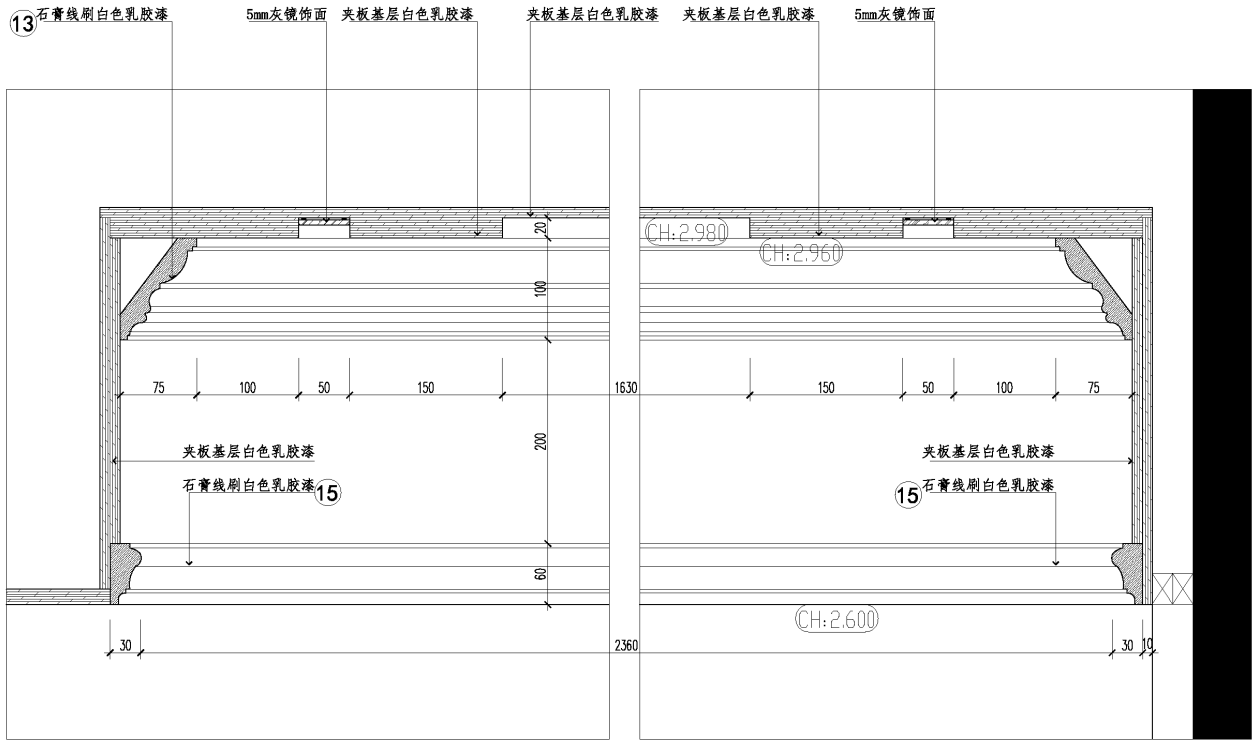 13 石膏线刷白色乳胶漆
5mm灰镜饰面
夹板基层白色乳胶漆
夹板基层白色乳胶漆
夹板基层白色乳胶漆
5mm灰镜饰面
20
CH:2.980
CH:2.960
100
75
100
50
150
1630
150
50
100
75
200
夹板基层白色乳胶漆
夹板基层白色乳胶漆
石膏线刷白色乳胶漆 15
15 石膏线刷白色乳胶漆
60
CH:2.600
30
2360
30
10